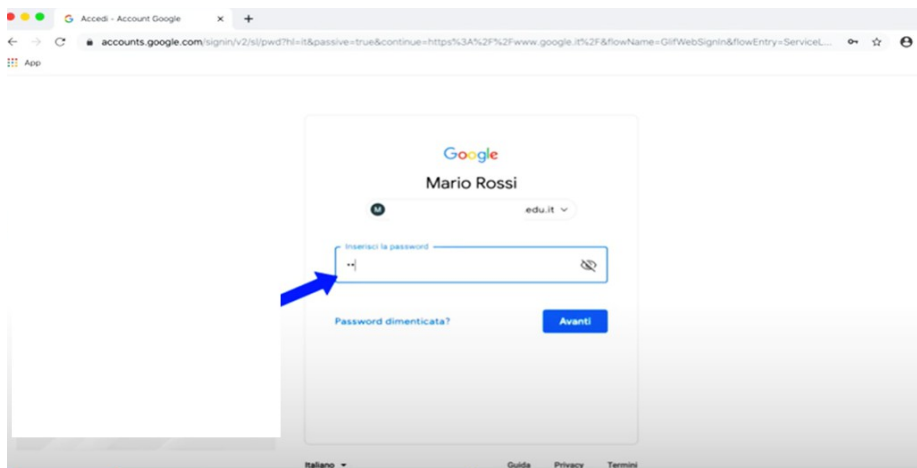 Accedi - Account Google
accounts.google.com/signin/v2/sl/pwd?hl=it&passive=true&continue=https%3A%2F%2Fwww.google.it%2F&flowName=GlifWebSignIn&flowEntry=ServiceL...
App
Google
Mario Rossi
M
edu.it
Inserisci la password
Password dimenticata?
Avanti
Italiano
Guida Privacy Termini